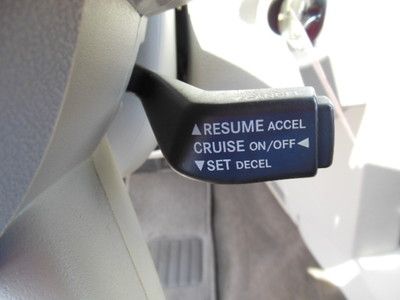 ▲RESUME ACCEL
CRUISE ON/OFF◄
▼SET DECEL